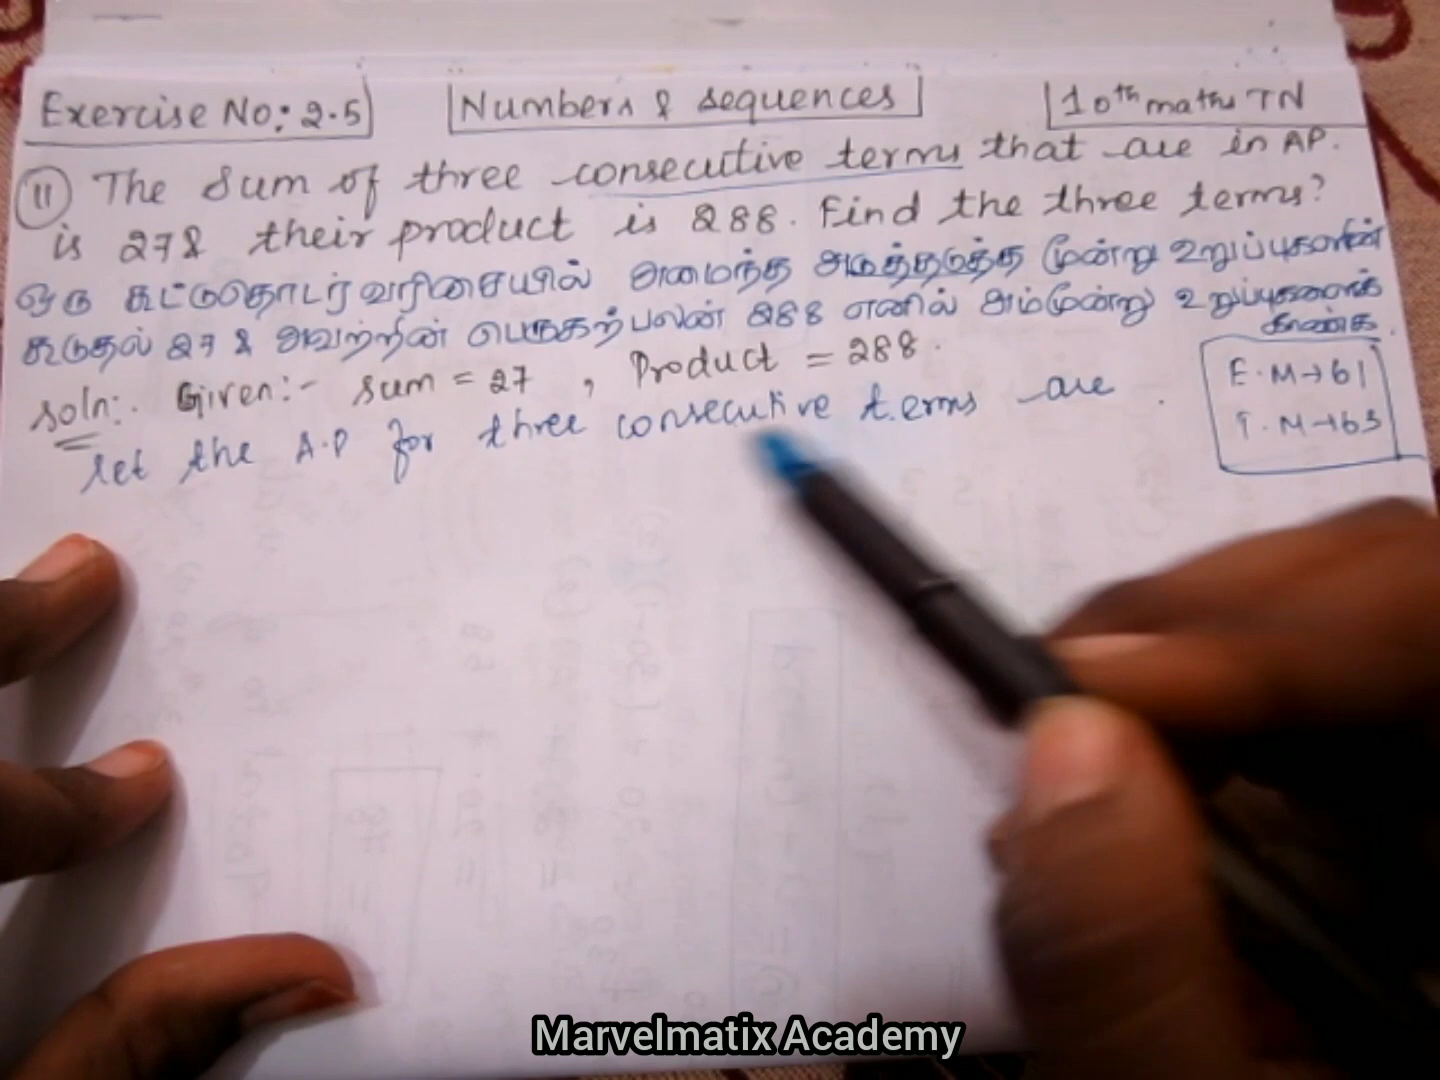 Exercise No: 2.5
Numbers & sequences
10th maths TN
11 The Sum of three consecutive terms that are in AP.
is 27 & their product is 288. Find the three terms?
ஒரு கூட்டுதொடர்வரிசையில் அமைந்த அடுத்தடுத்த மூன்று உறுப்புகளின்
கூடுதல் 27 & அவற்றின் பெருக்கற்பலன் 288 எனில் அம்மூன்று உறுப்புகளைக்
காண்க.
soln:. Given:- sum = 27 , Product = 288.
let the A.P for three consecutive terms are
E.M→61
T.M→63
Marvelmatix Academy